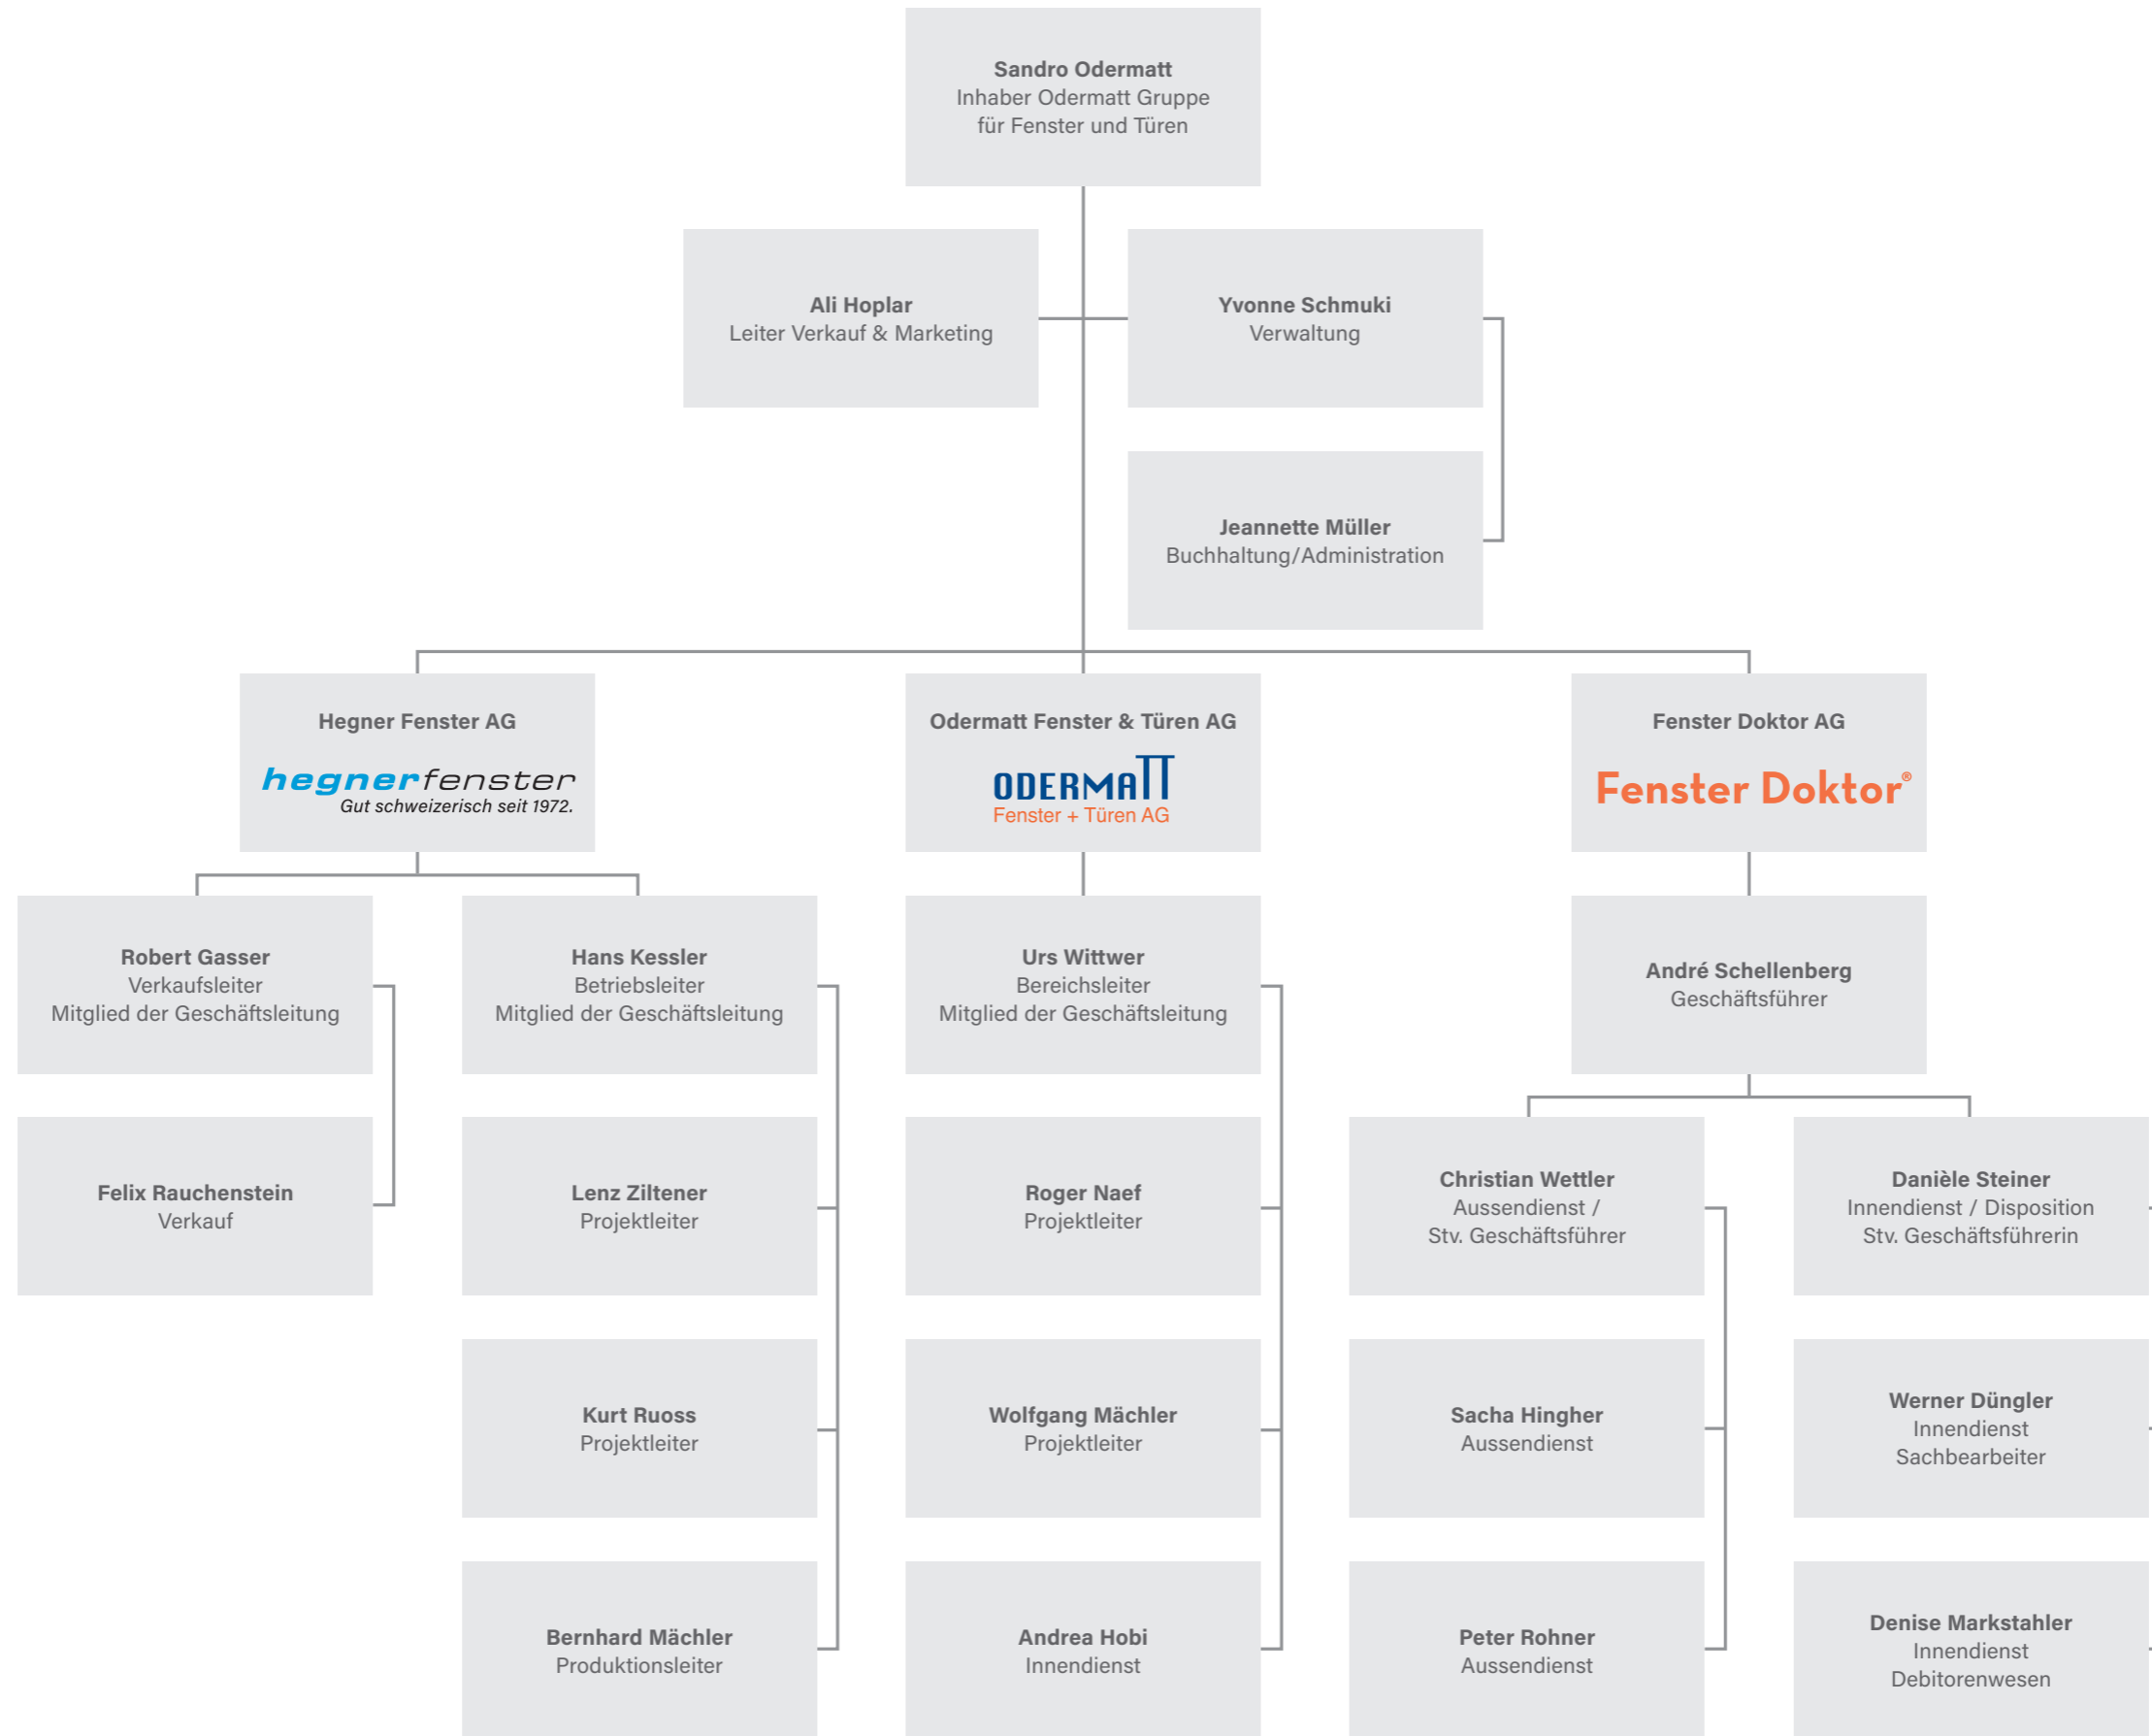 Sandro Odermatt
Inhaber Odermatt Gruppe
für Fenster und Türen
Ali Hoplar
Leiter Verkauf & Marketing
Yvonne Schmuki
Verwaltung
Jeannette Müller
Buchhaltung/Administration
Hegner Fenster AG
hegnerfenster
Gut schweizerisch seit 1972.
Odermatt Fenster & Türen AG
ODERMATT
Fenster + Türen AG
Fenster Doktor AG
Fenster Doktor®
Robert Gasser
Verkaufsleiter
Mitglied der Geschäftsleitung
Hans Kessler
Betriebsleiter
Mitglied der Geschäftsleitung
Urs Wittwer
Bereichsleiter
Mitglied der Geschäftsleitung
André Schellenberg
Geschäftsführer
Felix Rauchenstein
Verkauf
Lenz Ziltener
Projektleiter
Roger Naef
Projektleiter
Christian Wettler
Aussendienst /
Stv. Geschäftsführer
Danièle Steiner
Innendienst / Disposition
Stv. Geschäftsführerin
Kurt Ruoss
Projektleiter
Wolfgang Mächler
Projektleiter
Sacha Hingher
Aussendienst
Werner Düngler
Innendienst
Sachbearbeiter
Bernhard Mächler
Produktionsleiter
Andrea Hobi
Innendienst
Peter Rohner
Aussendienst
Denise Markstahler
Innendienst
Debitorenwesen